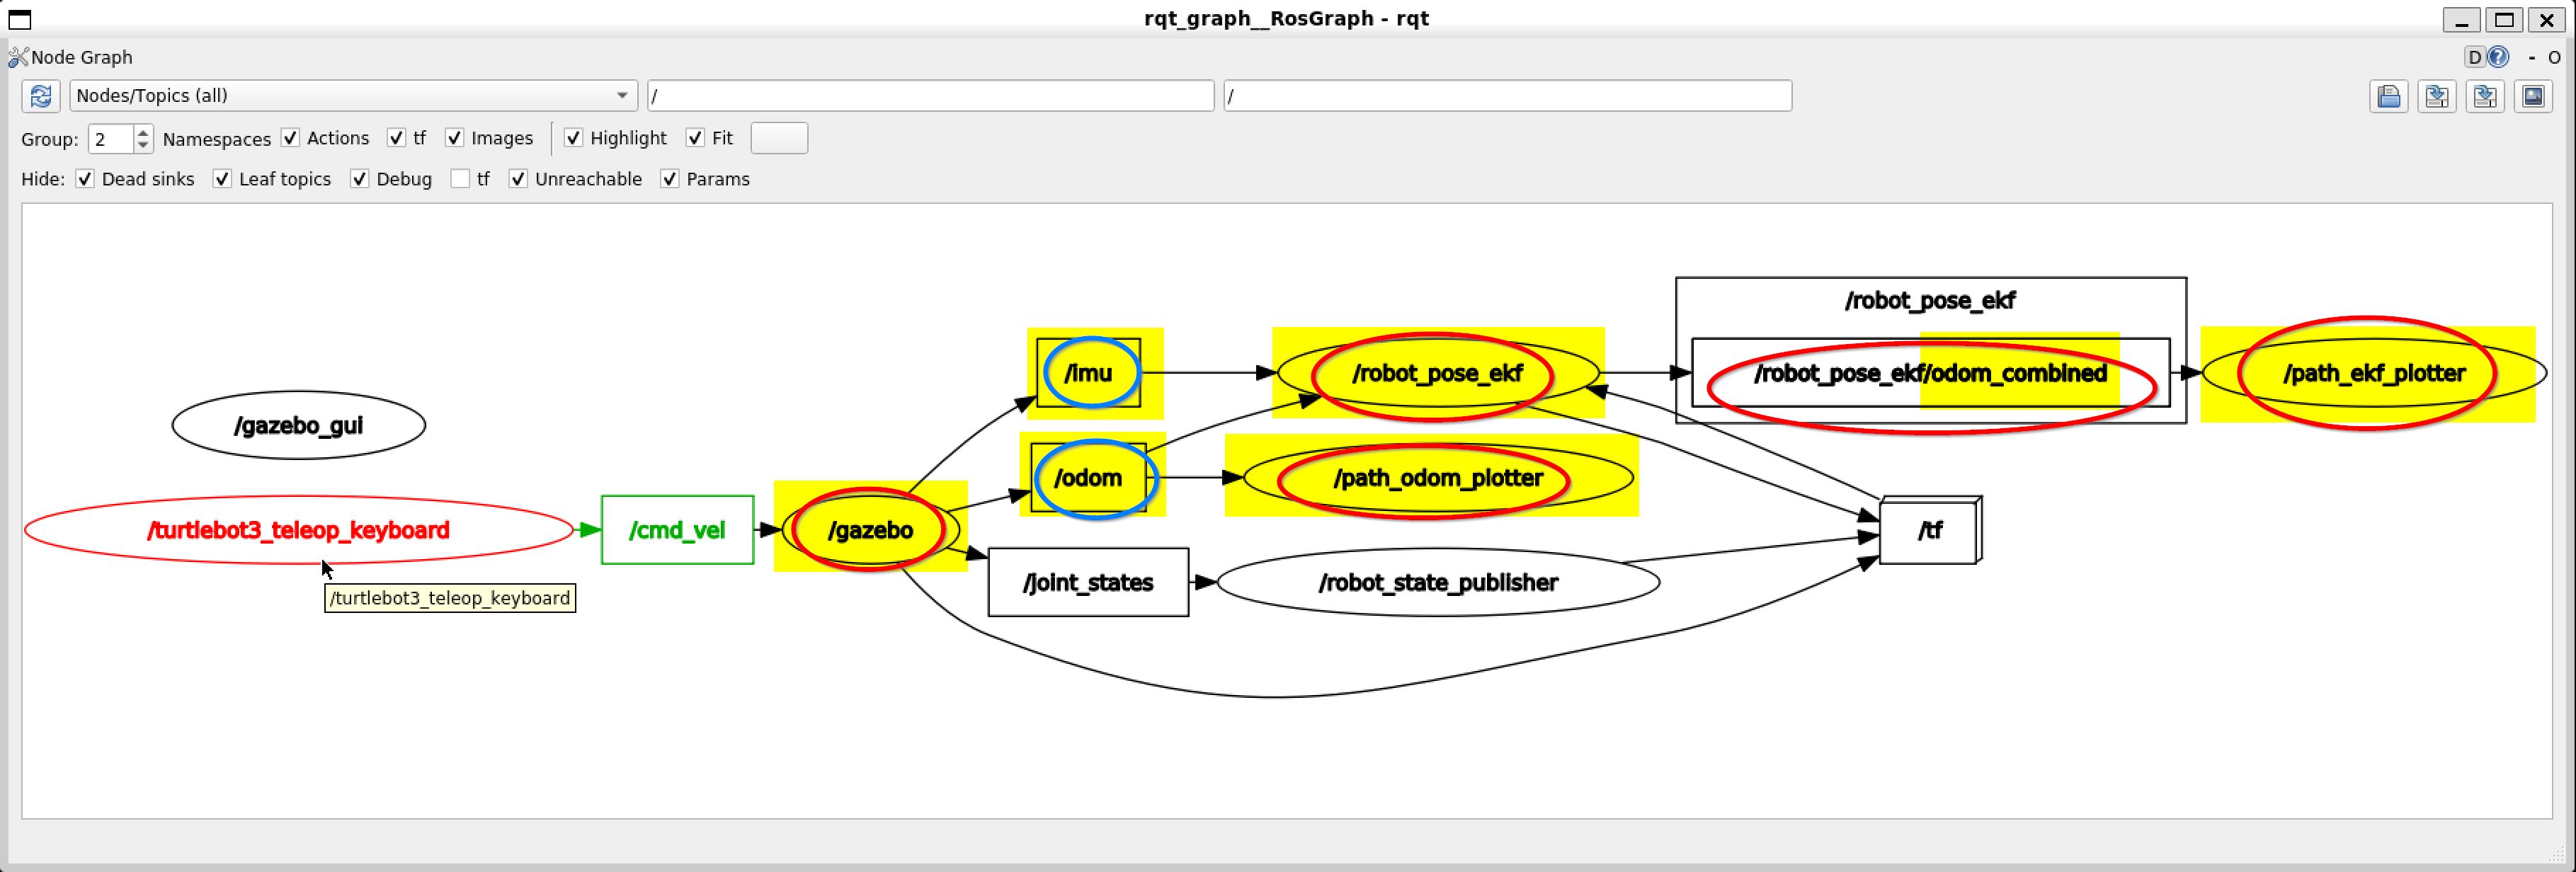 rqt_graph__RosGraph - rqt
Node Graph
D ? - O
Nodes/Topics (all) / /
Group: 2 Namespaces Actions tf Images Highlight Fit
Hide: Dead sinks Leaf topics Debug tf Unreachable Params
/robot_pose_ekf
/imu /robot_pose_ekf /robot_pose_ekf/odom_combined /path_ekf_plotter
/gazebo_gui
/odom /path_odom_plotter
/turtlebot3_teleop_keyboard /cmd_vel /gazebo /tf
/joint_states /robot_state_publisher
/turtlebot3_teleop_keyboard